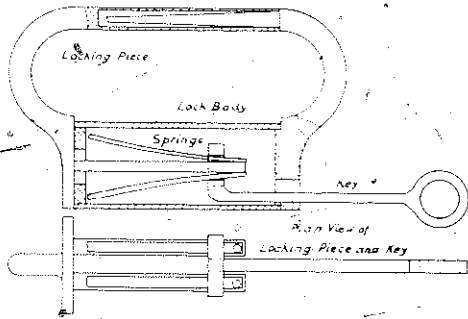 Locking Piece
Lock Body
Springs
Key
Plan View of
Locking Piece and Key